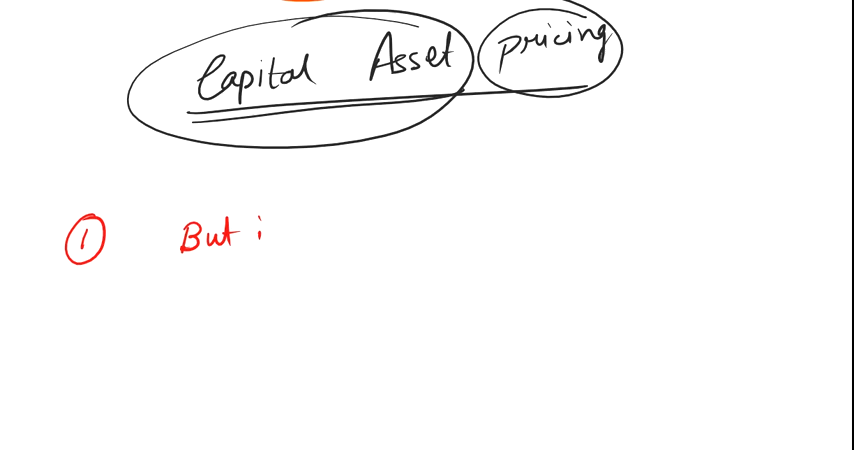 Capital Asset pricing
① But i